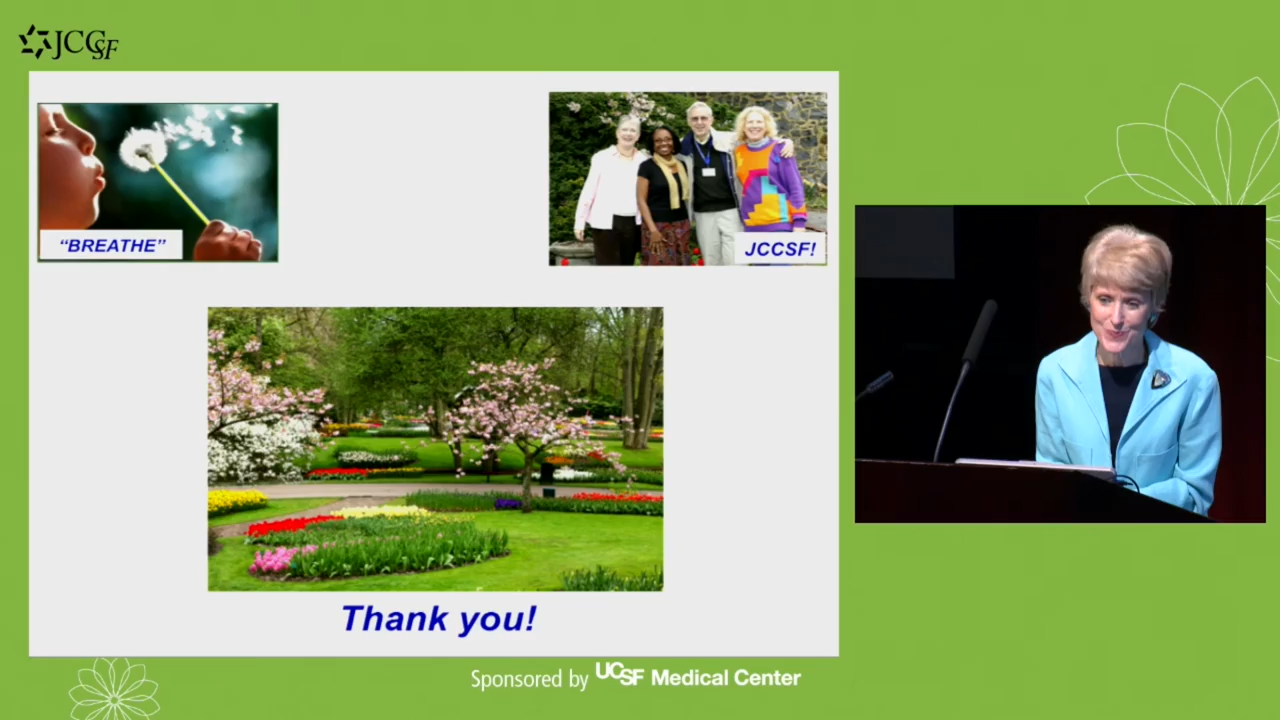 JCCSF
“BREATHE”
JCCSF!
Thank you!
Sponsored by UCSF Medical Center